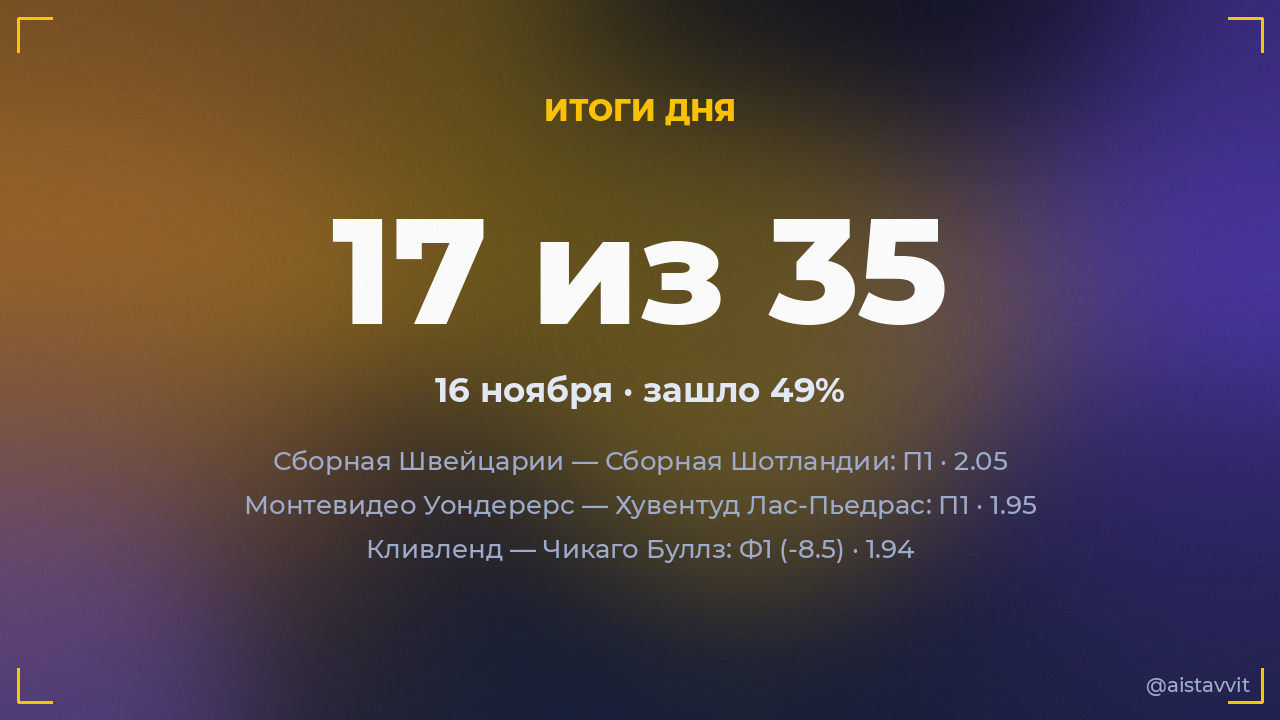 ИТОГИ ДНЯ
17 из 35
16 ноября · зашло 49%
Сборная Швейцарии — Сборная Шотландии: П1 · 2.05
Монтевидео Уондерерс — Хувентуд Лас-Пьедрас: П1 · 1.95
Кливленд — Чикаго Буллз: Ф1 (-8.5) · 1.94
@aistavvit